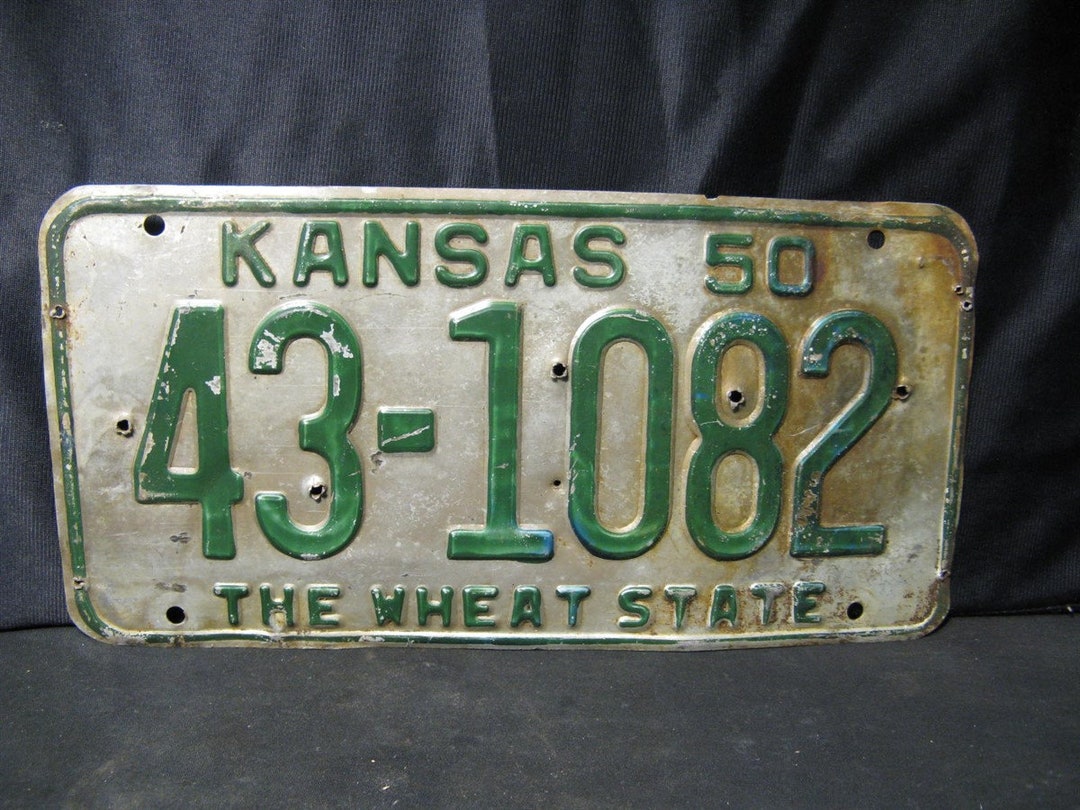 KANSAS 50
43-1082
THE WHEAT STATE